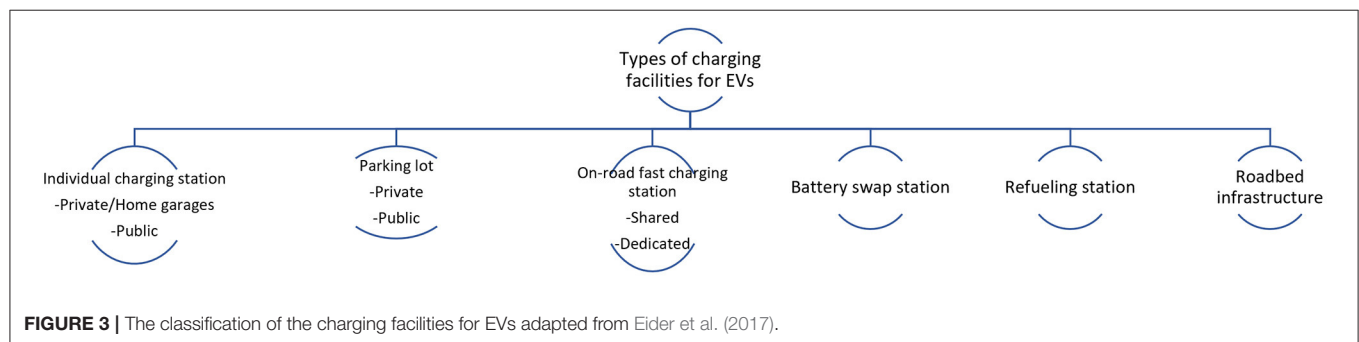 Types of charging
facilities for EVs
Individual charging station
-Private/Home garages
-Public
Parking lot
-Private
-Public
On-road fast charging
station
-Shared
-Dedicated
Battery swap station
Refueling station
Roadbed
infrastructure
FIGURE 3 | The classification of the charging facilities for EVs adapted from Eider et al. (2017).